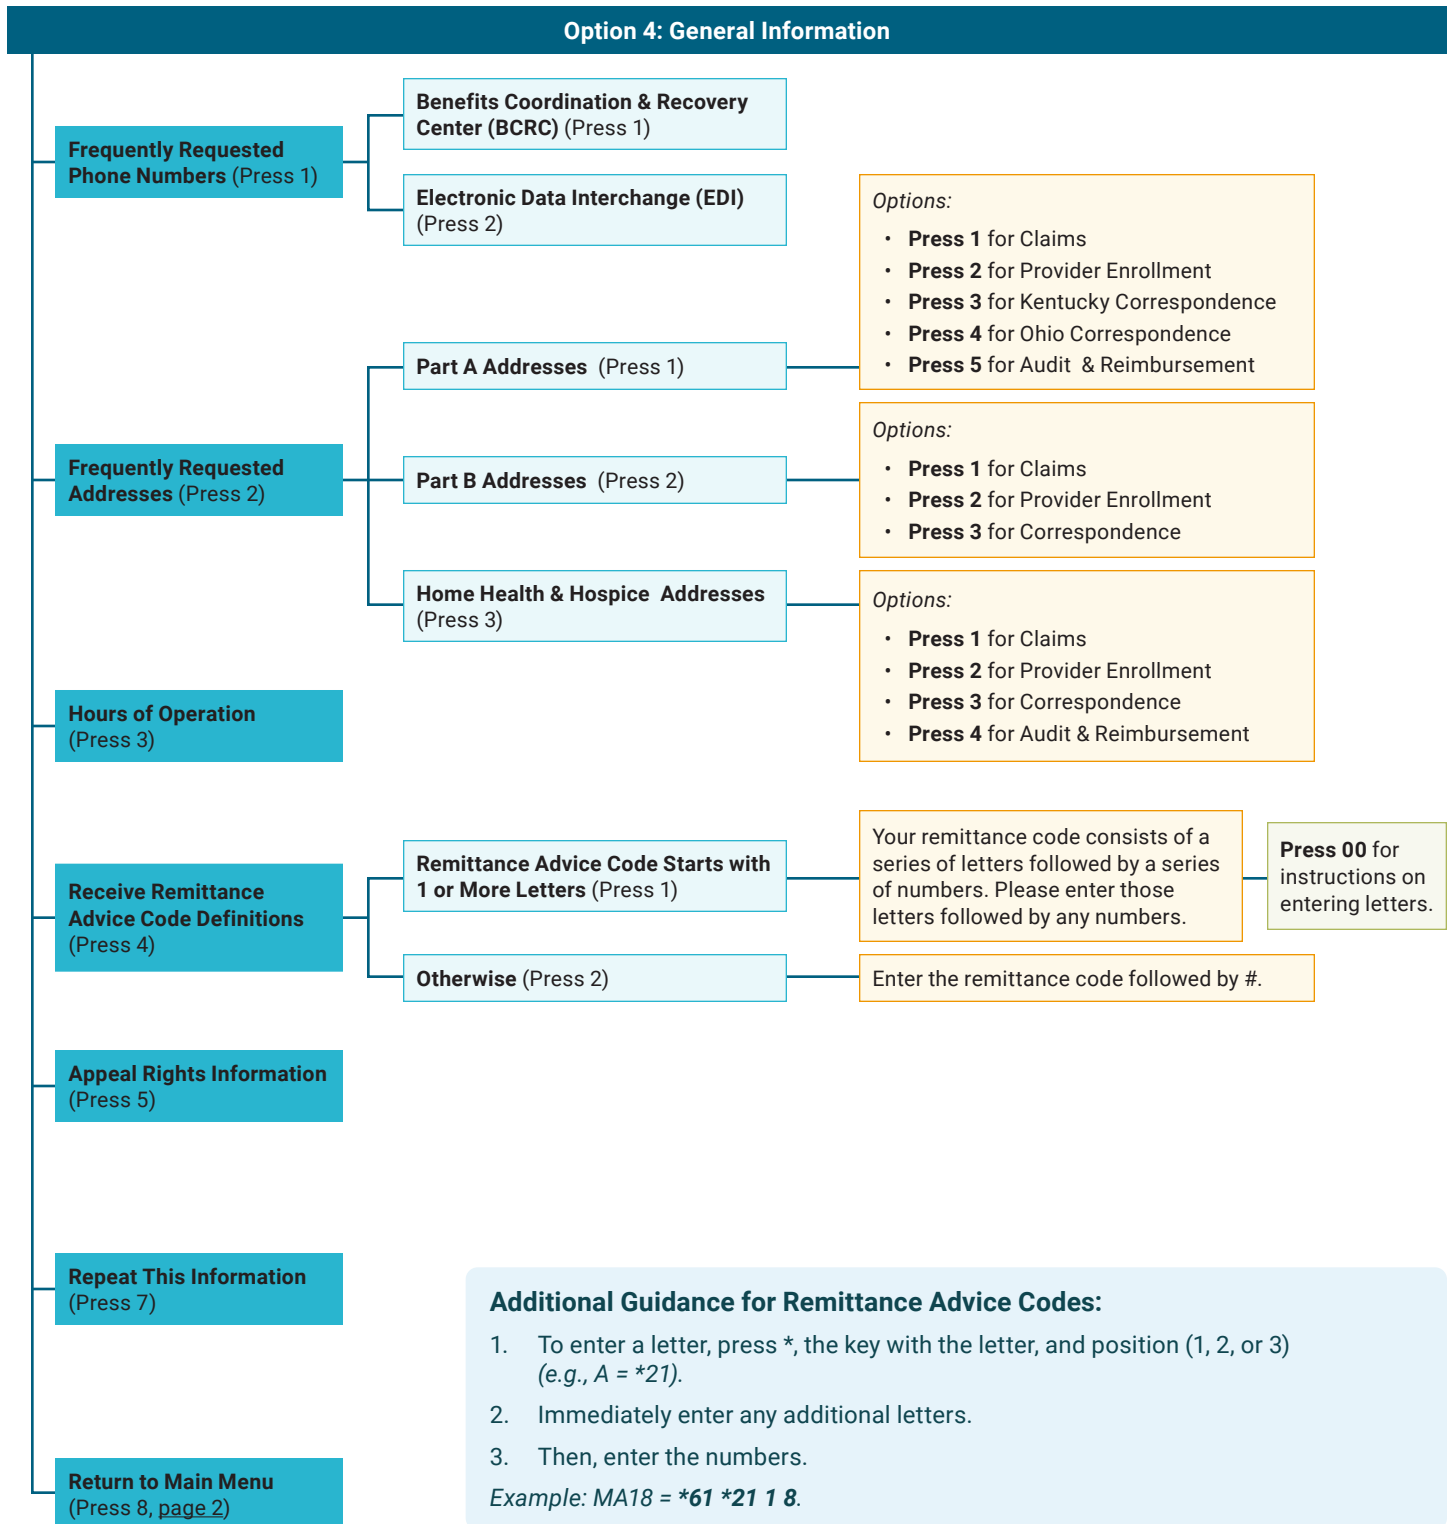 Option 4: General Information
Frequently Requested
Phone Numbers (Press 1)
Benefits Coordination & Recovery
Center (BCRC) (Press 1)
Electronic Data Interchange (EDI)
(Press 2)
Frequently Requested
Addresses (Press 2)
Part A Addresses (Press 1)
Options:
• Press 1 for Claims
• Press 2 for Provider Enrollment
• Press 3 for Kentucky Correspondence
• Press 4 for Ohio Correspondence
• Press 5 for Audit & Reimbursement
Part B Addresses (Press 2)
Options:
• Press 1 for Claims
• Press 2 for Provider Enrollment
• Press 3 for Correspondence
Home Health & Hospice Addresses
(Press 3)
Options:
• Press 1 for Claims
• Press 2 for Provider Enrollment
• Press 3 for Correspondence
• Press 4 for Audit & Reimbursement
Hours of Operation
(Press 3)
Receive Remittance
Advice Code Definitions
(Press 4)
Remittance Advice Code Starts with
1 or More Letters (Press 1)
Your remittance code consists of a
series of letters followed by a series
of numbers. Please enter those
letters followed by any numbers.
Press 00 for
instructions on
entering letters.
Otherwise (Press 2)
Enter the remittance code followed by #.
Appeal Rights Information
(Press 5)
Repeat This Information
(Press 7)
Return to Main Menu
(Press 8, page 2)
Additional Guidance for Remittance Advice Codes:
1. To enter a letter, press *, the key with the letter, and position (1, 2, or 3)
(e.g., A = *21).
2. Immediately enter any additional letters.
3. Then, enter the numbers.
Example: MA18 = *61 *21 1 8.